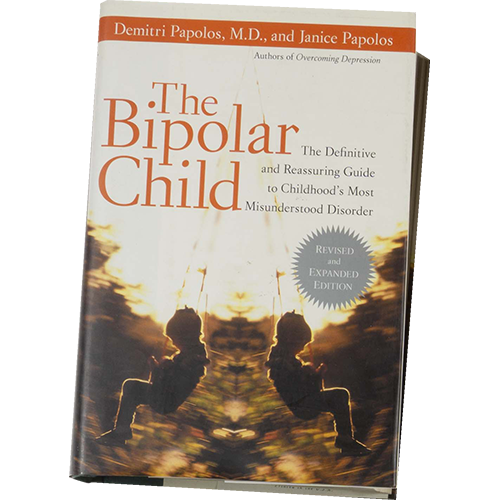 Demitri Papolos, M.D., and Janice Papolos
Authors of Overcoming Depression
The
Bipolar
Child
The Definitive
and Reassuring Guide
to Childhood's Most
Misunderstood Disorder
REVISED
and
EXPANDED
EDITION